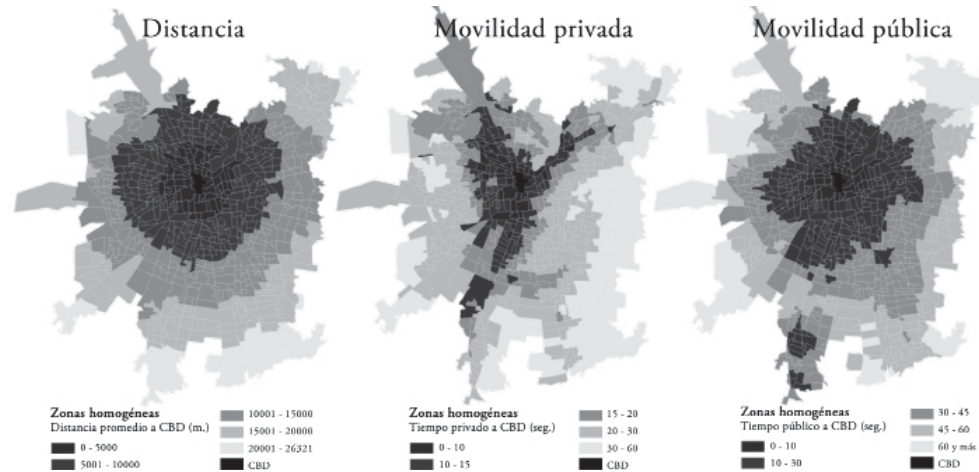 Distancia
Movilidad privada
Movilidad pública
Zonas homogéneas
Distancia promedio a CBD (m.)
0 - 5000
5001 - 10000
10001 - 15000
15001 - 20000
20001 - 26321
CBD
Zonas homogéneas
Tiempo privado a CBD (seg.)
0 - 10
10 - 15
15 - 20
20 - 30
30 - 60
CBD
Zonas homogéneas
Tiempo público a CBD (seg.)
0 - 10
10 - 30
30 - 45
45 - 60
60 y más
CBD